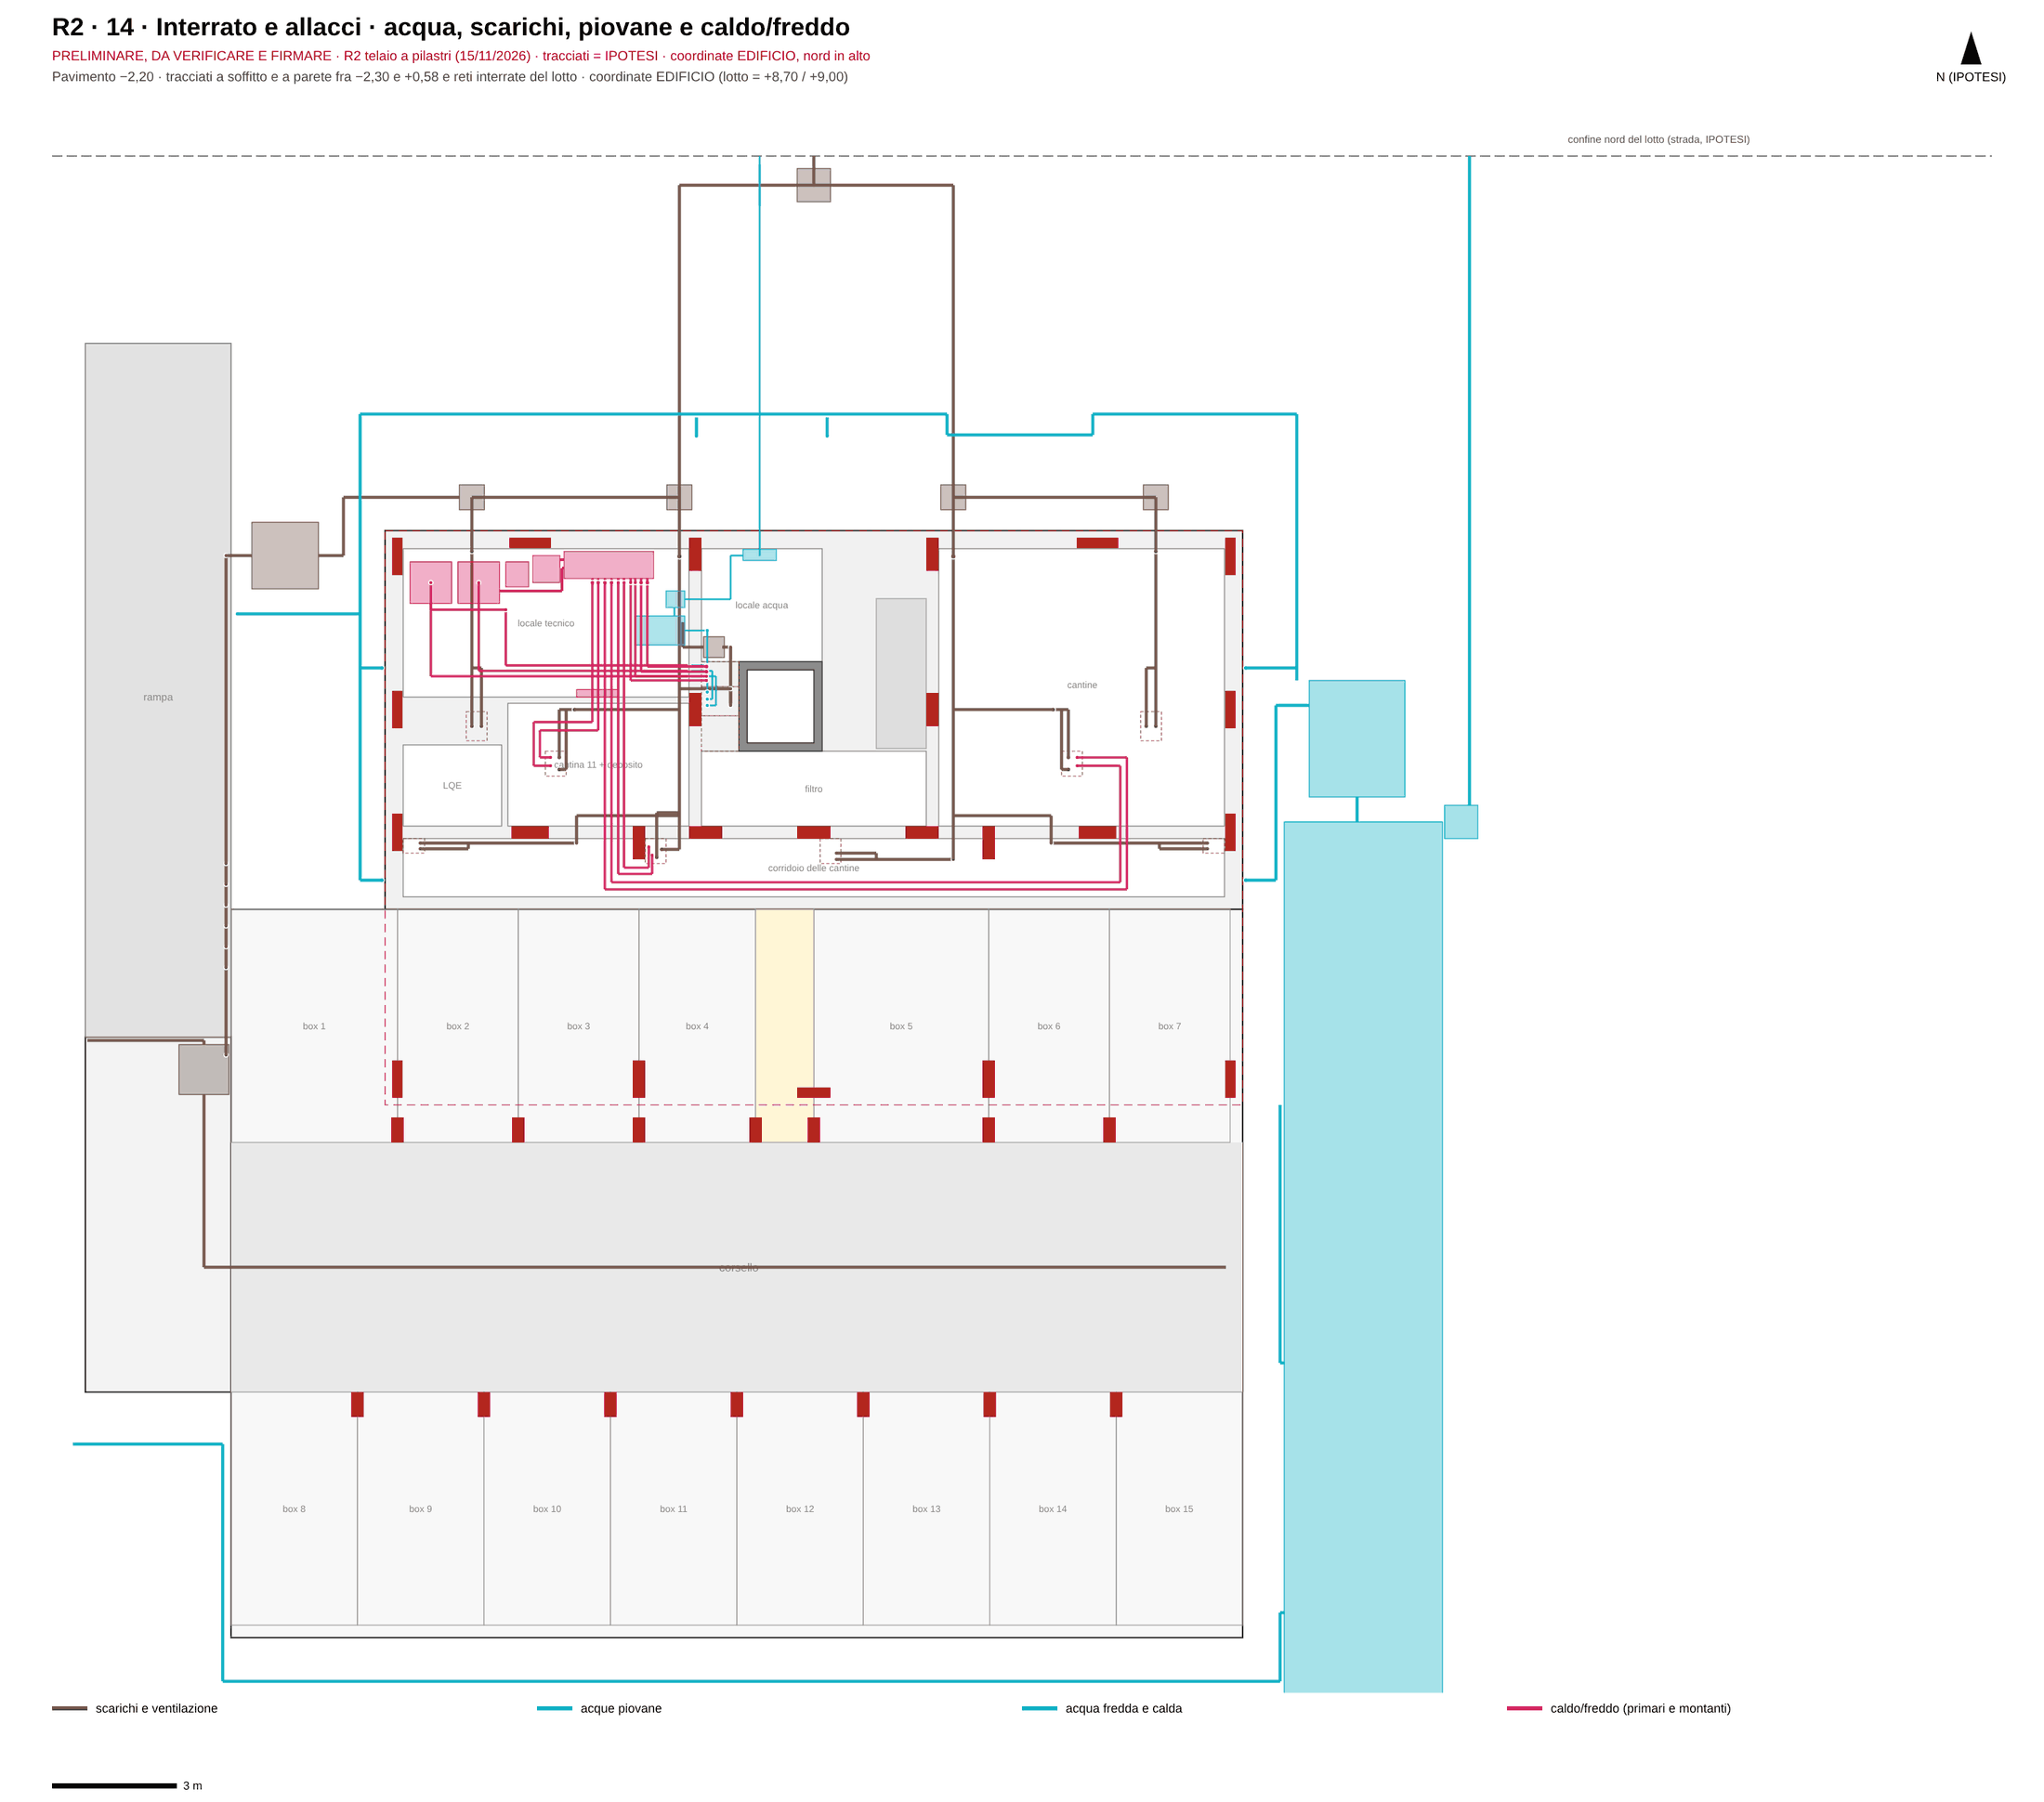 R2 · 14 · Interrato e allacci · acqua, scarichi, piovane e caldo/freddo
PRELIMINARE, DA VERIFICARE E FIRMARE · R2 telaio a pilastri (15/11/2026) · tracciati = IPOTESI · coordinate EDIFICIO, nord in alto
Pavimento −2,20 · tracciati a soffitto e a parete fra −2,30 e +0,58 e reti interrate del lotto · coordinate EDIFICIO (lotto = +8,70 / +9,00)
N (IPOTESI)
confine nord del lotto (strada, IPOTESI)
locale acqua
locale tecnico
cantine
rampa
cantina 11 + deposito
LQE
filtro
corridoio delle cantine
box 1
box 2
box 3
box 4
box 5
box 6
box 7
corsello
box 8
box 9
box 10
box 11
box 12
box 13
box 14
box 15
scarichi e ventilazione
acque piovane
acqua fredda e calda
caldo/freddo (primari e montanti)
3 m